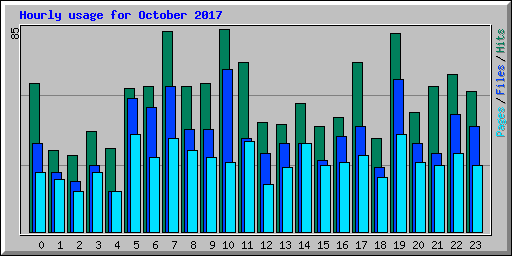 Hourly usage for October 2017
85
Pages / Files / Hits
0 1 2 3 4 5 6 7 8 9 10 11 12 13 14 15 16 17 18 19 20 21 22 23